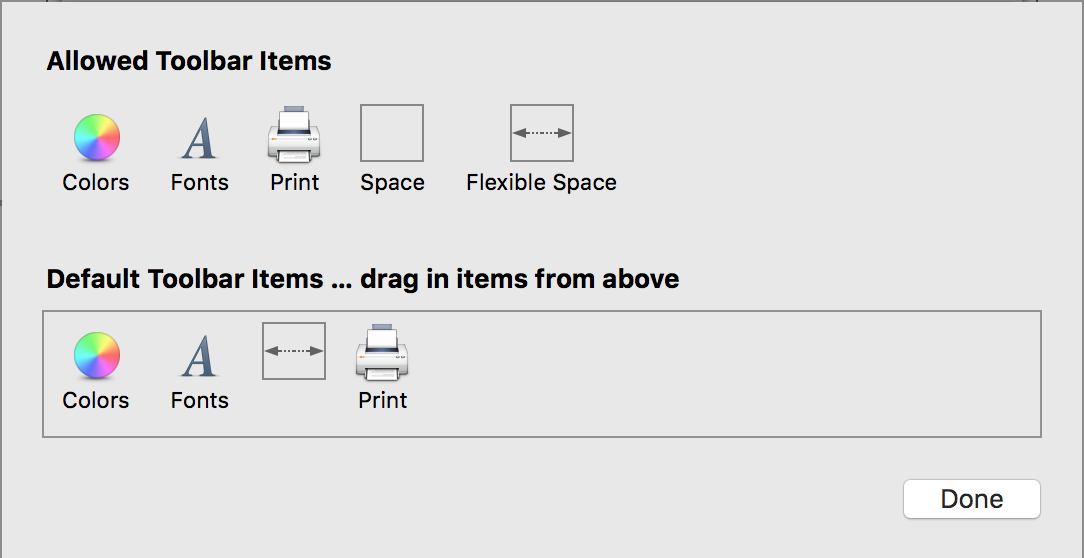 Allowed Toolbar Items
Colors Fonts Print Space Flexible Space
Default Toolbar Items ... drag in items from above
Colors Fonts Print
Done